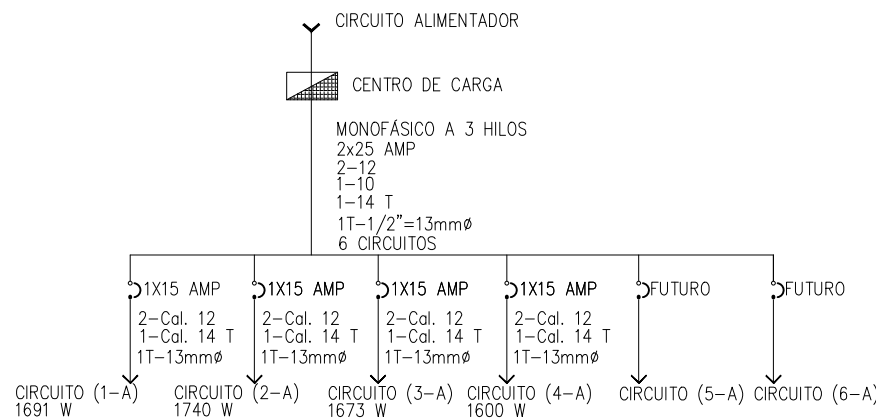 CIRCUITO ALIMENTADOR
CENTRO DE CARGA
MONOFÁSICO A 3 HILOS
2x25 AMP
2-12
1-10
1-14 T
1T-1/2"=13mmø
6 CIRCUITOS
1X15 AMP
1X15 AMP
1X15 AMP
1X15 AMP
FUTURO
FUTURO
2-Cal. 12
1-Cal. 14 T
1T-13mmø
2-Cal. 12
1-Cal. 14 T
1T-13mmø
2-Cal. 12
1-Cal. 14 T
1T-13mmø
2-Cal. 12
1-Cal. 14 T
1T-13mmø
CIRCUITO (1-A)
1691 W
CIRCUITO (2-A)
1740 W
CIRCUITO (3-A)
1673 W
CIRCUITO (4-A)
1600 W
CIRCUITO (5-A)
CIRCUITO (6-A)